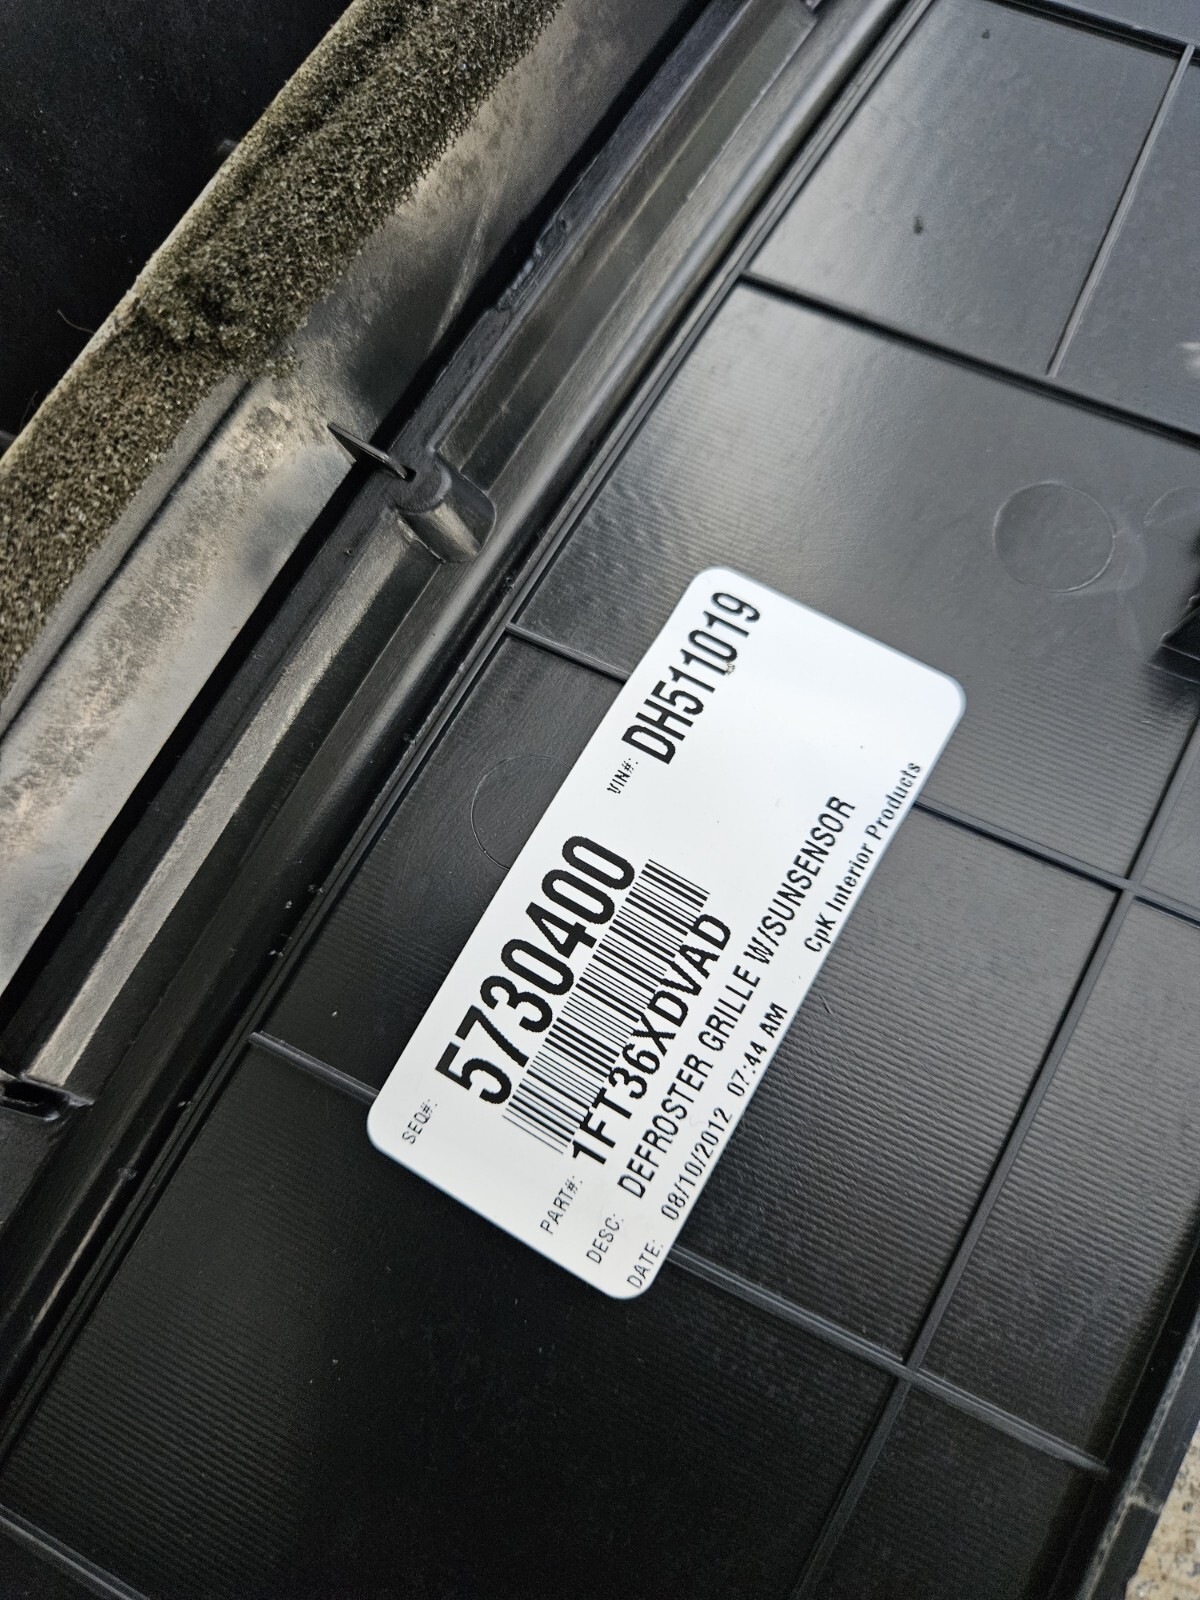 SEQ#: 5730400 VIN#: DH511019
PART#: 1FT36XDVAD
DESC: DEFROSTER GRILLE W/SUNSENSOR
DATE: 08/10/2012 07:44 AM CpK Interior Products